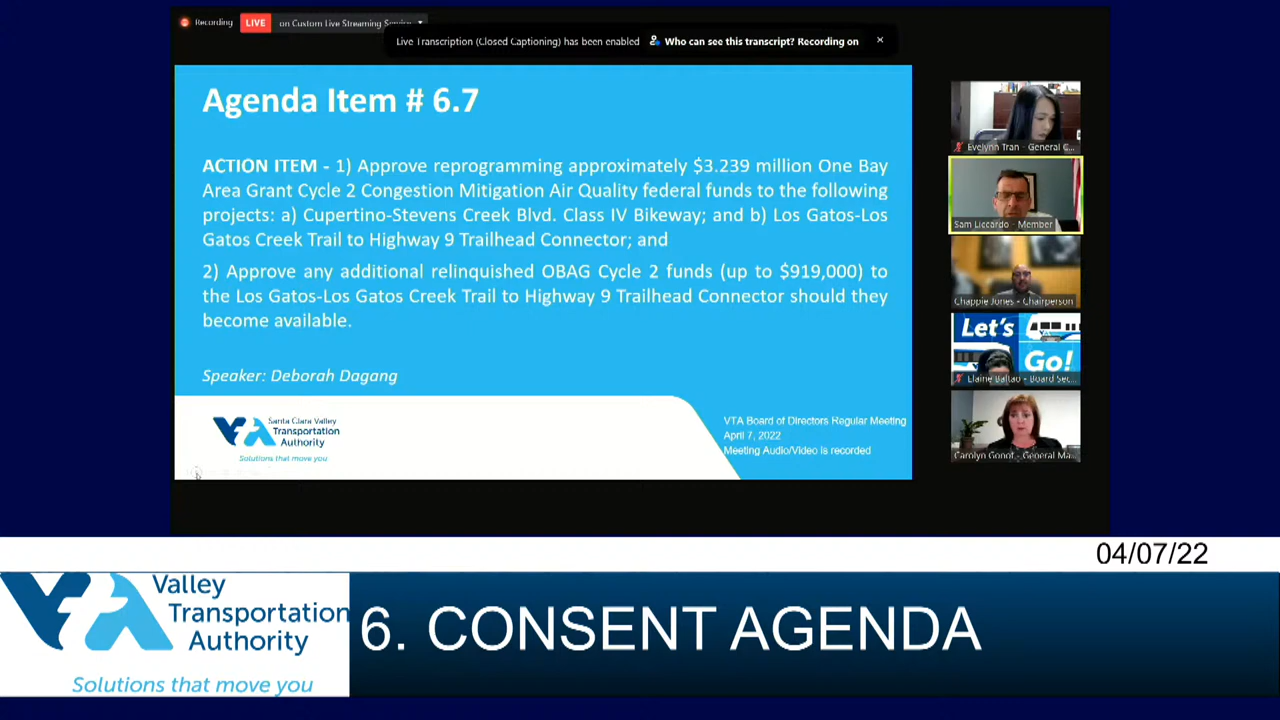 Recording LIVE on Custom Live Streaming Service
Live Transcription (Closed Captioning) has been enabled Who can see this transcript? Recording on
Agenda Item # 6.7
ACTION ITEM - 1) Approve reprogramming approximately $3.239 million One Bay
Area Grant Cycle 2 Congestion Mitigation Air Quality federal funds to the following
projects: a) Cupertino-Stevens Creek Blvd. Class IV Bikeway; and b) Los Gatos-Los
Gatos Creek Trail to Highway 9 Trailhead Connector; and
2) Approve any additional relinquished OBAG Cycle 2 funds (up to $919,000) to
the Los Gatos-Los Gatos Creek Trail to Highway 9 Trailhead Connector should they
become available.
Speaker: Deborah Dagang
VTA
Santa Clara Valley
Transportation
Authority
Solutions that move you
VTA Board of Directors Regular Meeting
April 7, 2022
Meeting Audio/Video is recorded
Evelynn Tran - General C...
Sam Liccardo - Member
Chappie Jones - Chairperson
Let's
Go!
Elaine Baltao - Board Sec...
Carolyn Gonot - General Ma...
04/07/22
VTA
Valley
Transportation
Authority
Solutions that move you
6. CONSENT AGENDA